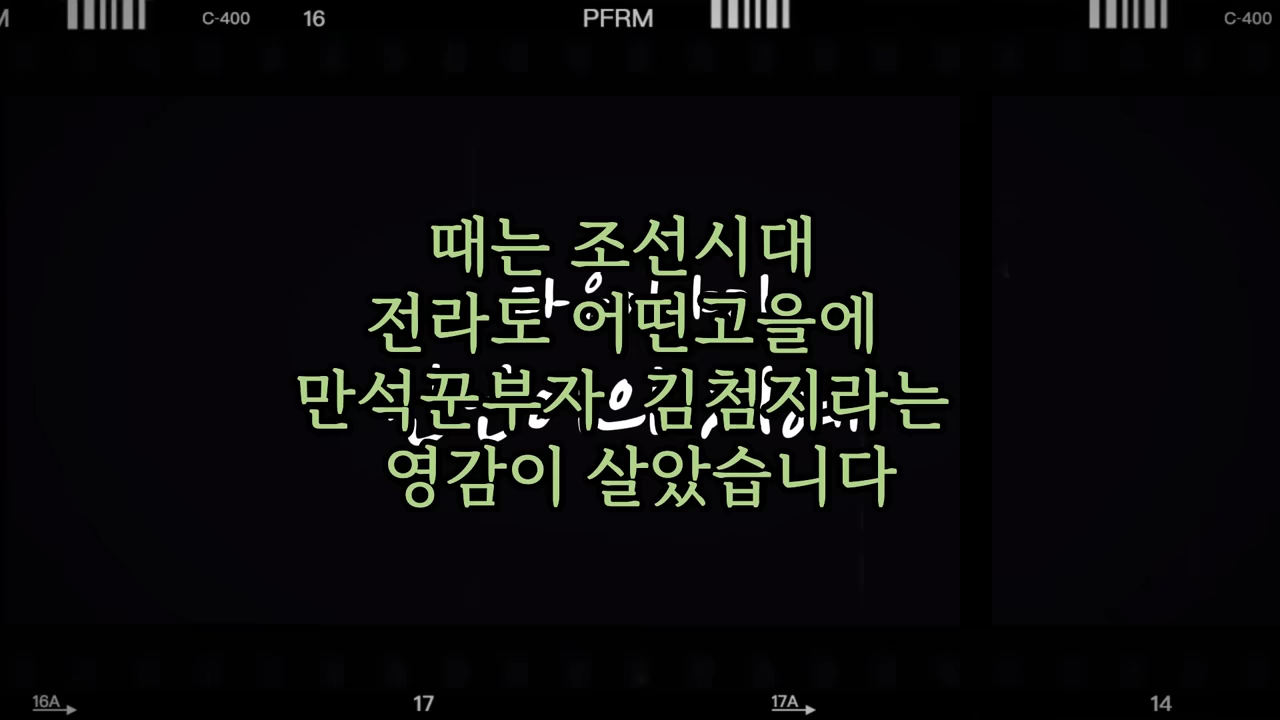 C-400 16 PFRM C-400
때는 조선시대
전라도 어떤고을에
만석꾼부자 김첨지라는
영감이 살았습니다
16A 17 17A 14